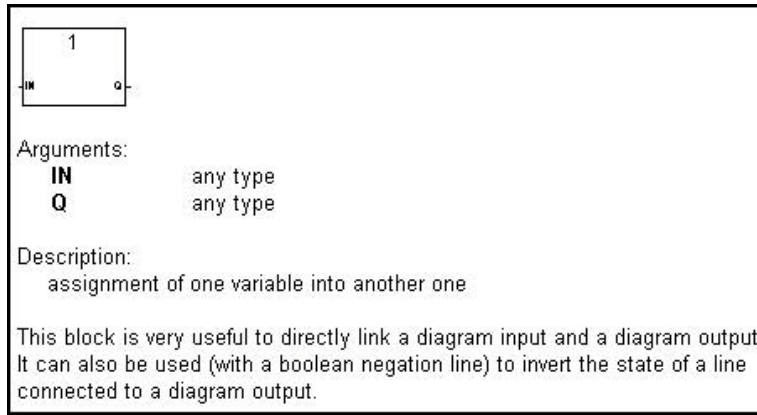 1
IN Q
Arguments:
IN any type
Q any type
Description:
assignment of one variable into another one
This block is very useful to directly link a diagram input and a diagram output
It can also be used (with a boolean negation line) to invert the state of a line
connected to a diagram output.